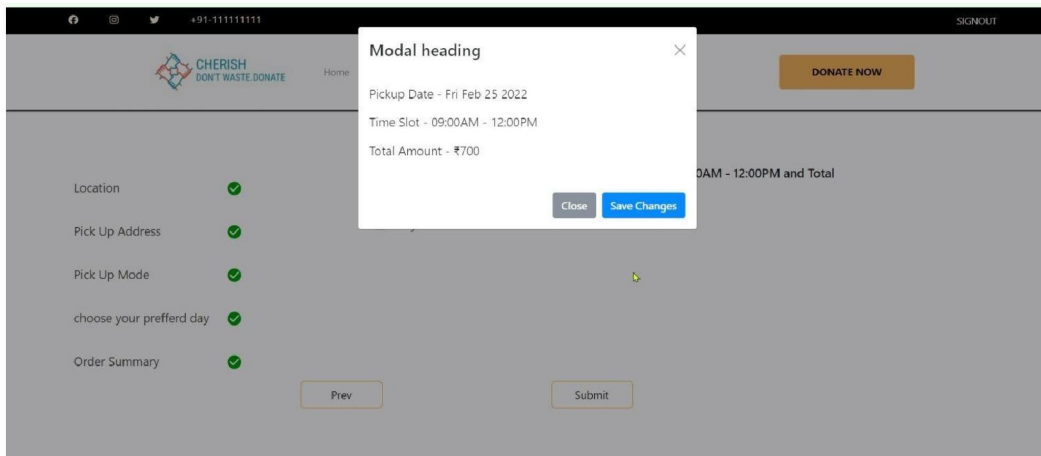 +91-111111111
SIGNOUT
CHERISH
DON'T WASTE.DONATE
Home
DONATE NOW
Modal heading
Pickup Date - Fri Feb 25 2022
Time Slot - 09:00AM - 12:00PM
Total Amount - ₹700
Close
Save Changes
AM - 12:00PM and Total
Location
Pick Up Address
Pick Up Mode
choose your prefferd day
Order Summary
Prev
Submit